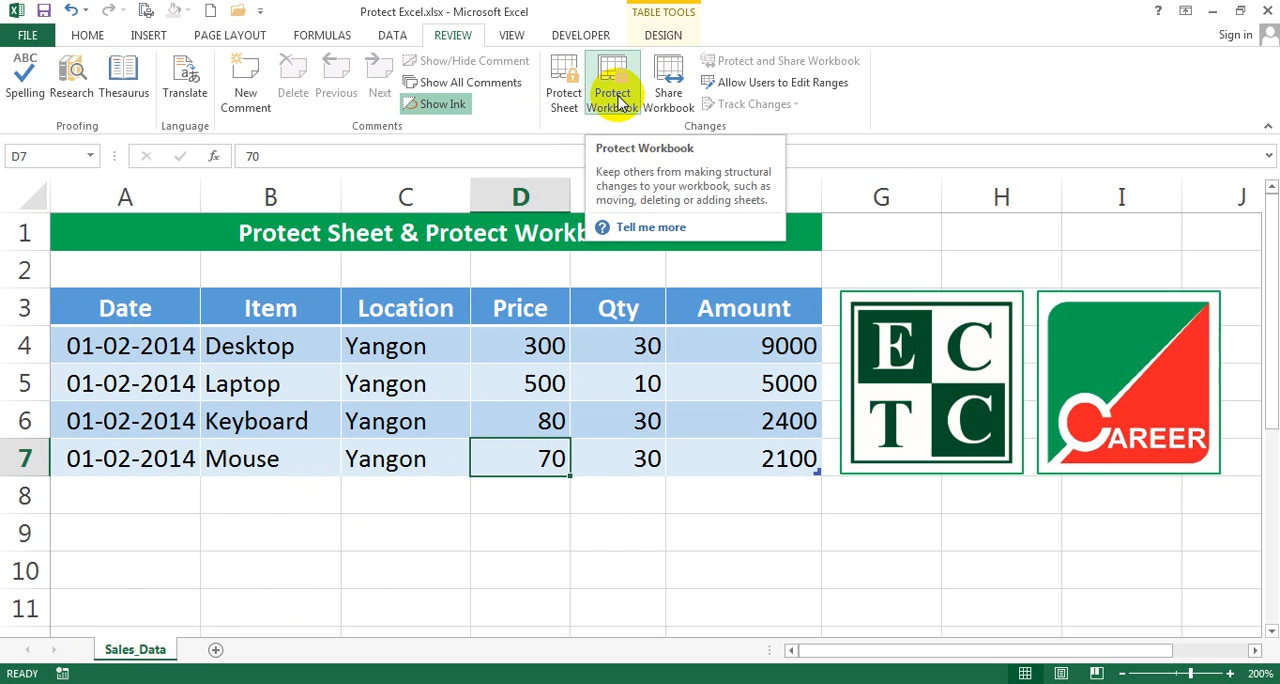 Protect Excel.xlsx - Microsoft Excel
TABLE TOOLS
?
FILE
HOME
INSERT
PAGE LAYOUT
FORMULAS
DATA
REVIEW
VIEW
DEVELOPER
DESIGN
Sign in
ABC
Spelling
Research
Thesaurus
Translate
New
Comment
Delete
Previous
Next
Show/Hide Comment
Show All Comments
Show Ink
Protect
Sheet
Protect
Workbook
Share
Workbook
Protect and Share Workbook
Allow Users to Edit Ranges
Track Changes
Proofing
Language
Comments
Changes
D7
fx
70
Protect Workbook
Keep others from making structural
changes to your workbook, such as
moving, deleting or adding sheets.
? Tell me more
A B C D G H I J
1 Protect Sheet & Protect Workb
2
3 Date Item Location Price Qty Amount
4 01-02-2014 Desktop Yangon 300 30 9000
5 01-02-2014 Laptop Yangon 500 10 5000
6 01-02-2014 Keyboard Yangon 80 30 2400
7 01-02-2014 Mouse Yangon 70 30 2100
8
9
10
11
E C
T C
CAREER
Sales_Data
READY
200%